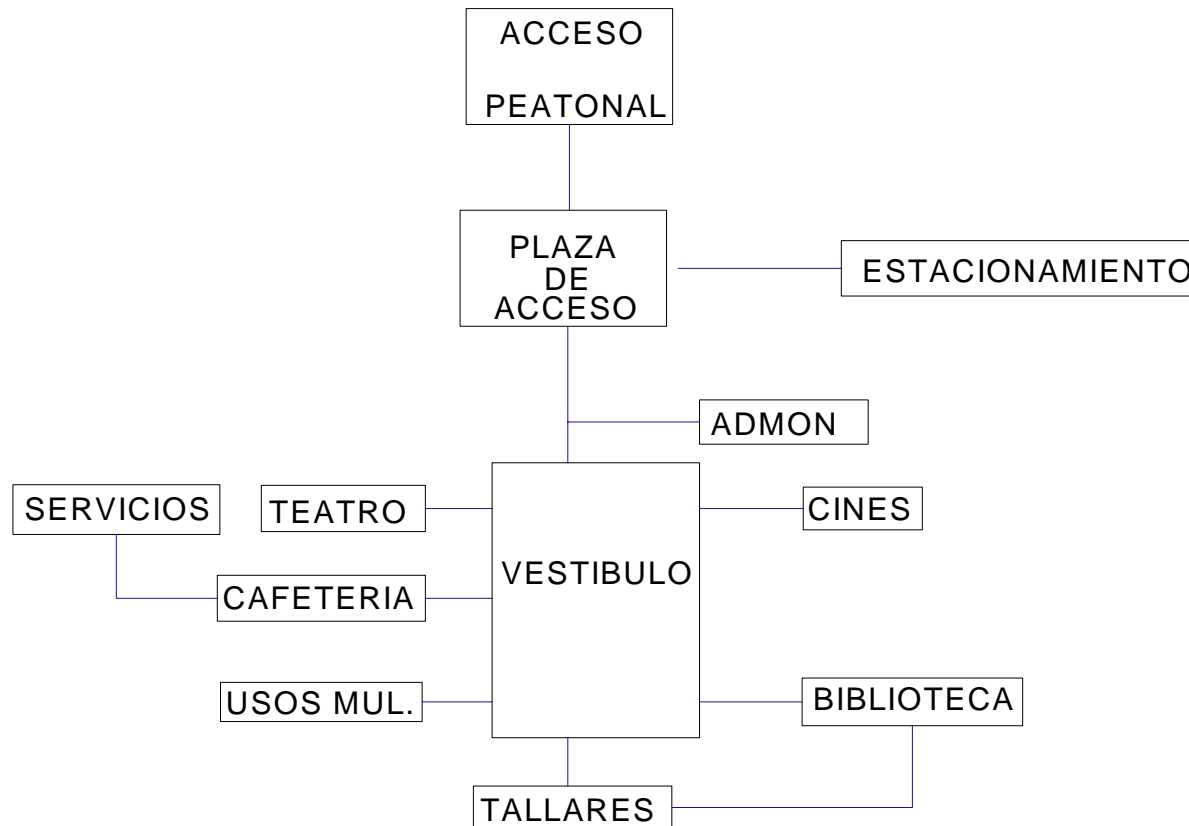 ACCESO
PEATONAL
PLAZA
DE
ACCESO
ESTACIONAMIENTO
ADMON
SERVICIOS
TEATRO
CINES
VESTIBULO
CAFETERIA
USOS MUL.
BIBLIOTECA
TALLARES